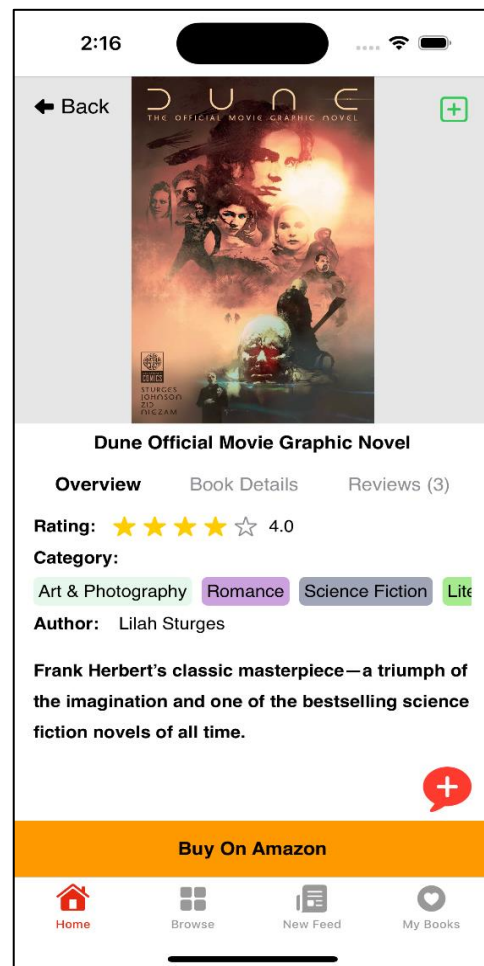 2:16
Back
DUNE
THE OFFICIAL MOVIE GRAPHIC NOVEL
COMICS
STURGES
JOHNSON
ZID
NIEZAM
Dune Official Movie Graphic Novel
Overview Book Details Reviews (3)
Rating: 4.0
Category:
Art & Photography Romance Science Fiction Lite
Author: Lilah Sturges
Frank Herbert's classic masterpiece—a triumph of
the imagination and one of the bestselling science
fiction novels of all time.
Buy On Amazon
Home Browse New Feed My Books